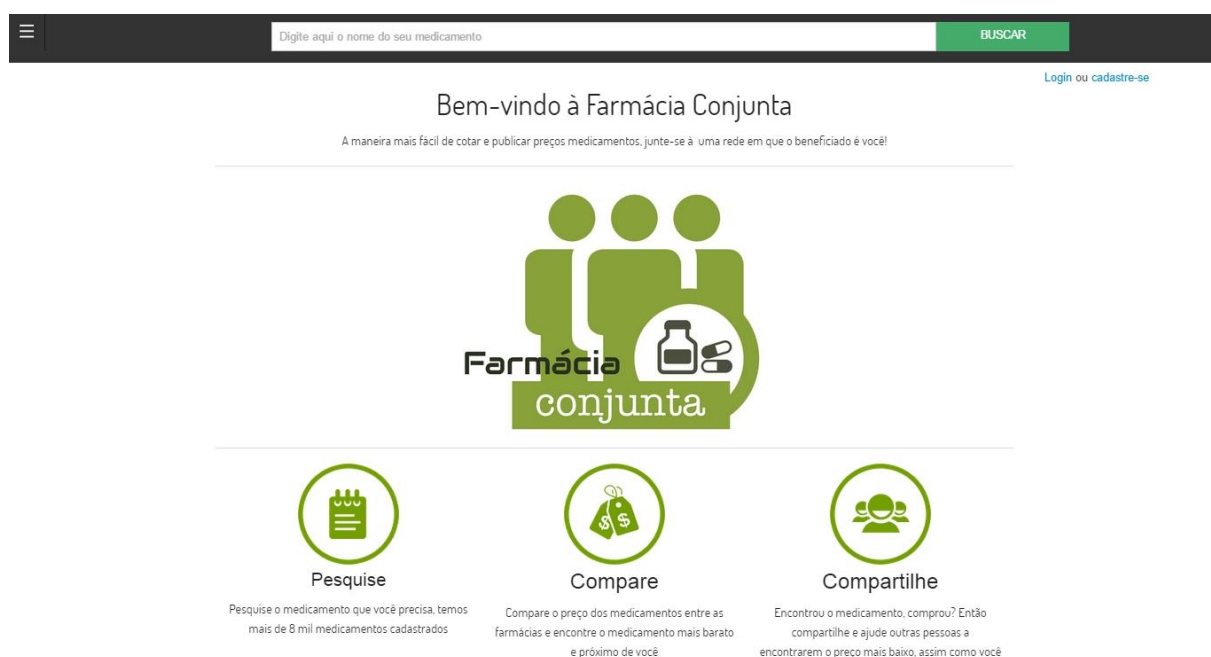 Digite aqui o nome do seu medicamento
BUSCAR
Login ou cadastre-se
Bem-vindo à Farmácia Conjunta
A maneira mais fácil de cotar e publicar preços medicamentos, junte-se à uma rede em que o beneficiado é você!
Farmácia
conjunta
Pesquise
Pesquise o medicamento que você precisa, temos
mais de 8 mil medicamentos cadastrados
Compare
Compare o preço dos medicamentos entre as
farmácias e encontre o medicamento mais barato
e próximo de você
Compartilhe
Encontrou o medicamento, comprou? Então
compartilhe e ajude outras pessoas a
encontrarem o preço mais baixo, assim como você